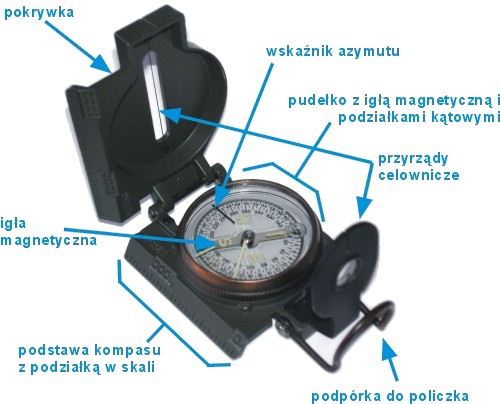 pokrywka
wskaźnik azymutu
pudełko z igłą magnetyczną i
podziałkami kątowymi
przyrządy
celownicze
igła
magnetyczna
podstawa kompasu
z podziałką w skali
podpórka do policzka